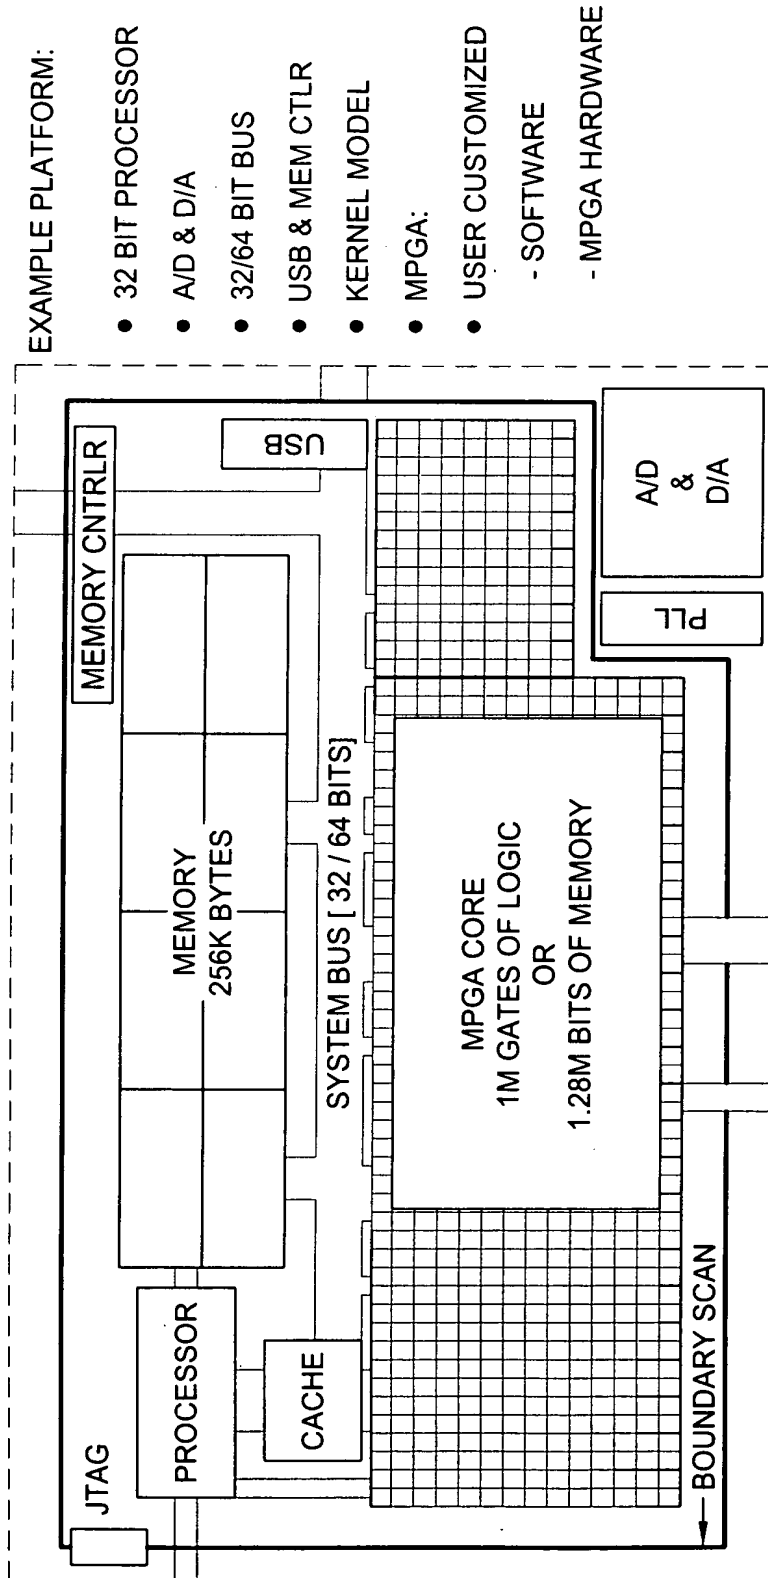 EXAMPLE PLATFORM:
● 32 BIT PROCESSOR
● A/D & D/A
● 32/64 BIT BUS
● USB & MEM CTLR
● KERNEL MODEL
● MPGA:
● USER CUSTOMIZED
- SOFTWARE
- MPGA HARDWARE
JTAG
PROCESSOR
CACHE
MEMORY
256K BYTES
MEMORY CNTRLR
USB
SYSTEM BUS [ 32 / 64 BITS]
MPGA CORE
1M GATES OF LOGIC
OR
1.28M BITS OF MEMORY
PLL
A/D
&
D/A
BOUNDARY SCAN